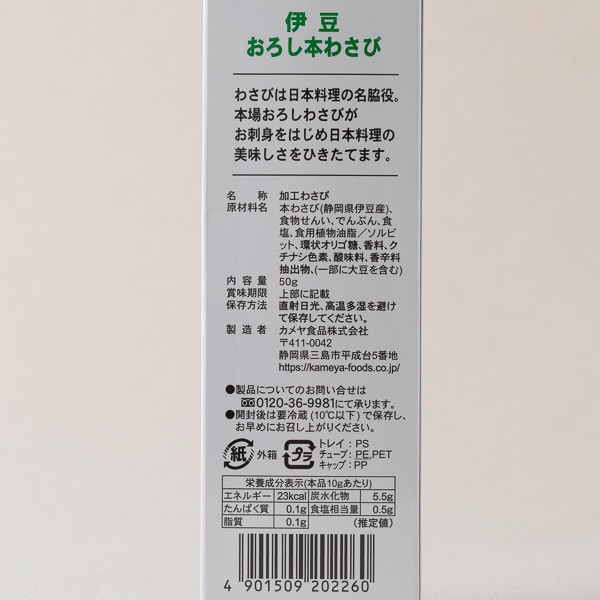 伊豆
おろし本わさび
わさびは日本料理の名脇役。
本場おろしわさびが
お刺身をはじめ日本料理の
美味しさをひきたてます。
名　　称　加工わさび
原材料名　本わさび(静岡県伊豆産)、
食物せんい、でんぷん、食
塩、食用植物油脂／ソルビ
ット、環状オリゴ糖、香料、ク
チナシ色素、酸味料、香辛料
抽出物、(一部に大豆を含む)
内 容 量　50g
賞味期限　上部に記載
保存方法　直射日光、高温多湿を避け
て保存してください。
製 造 者　カメヤ食品株式会社
〒411-0042
静岡県三島市平成台5番地
https://kameya-foods.co.jp/
●製品についてのお問い合せは
0120-36-9981にて承ります。
●開封後は要冷蔵(10℃以下)で保存し、
お早めにお召し上がりください。
紙 外箱 プラ トレイ：PS
チューブ：PE,PET
キャップ：PP
栄養成分表示(本品10gあたり)
エネルギー 23kcal 炭水化物 5.5g
たんぱく質 0.1g 食塩相当量 0.5g
脂質 0.1g (推定値)
4 901509 202260